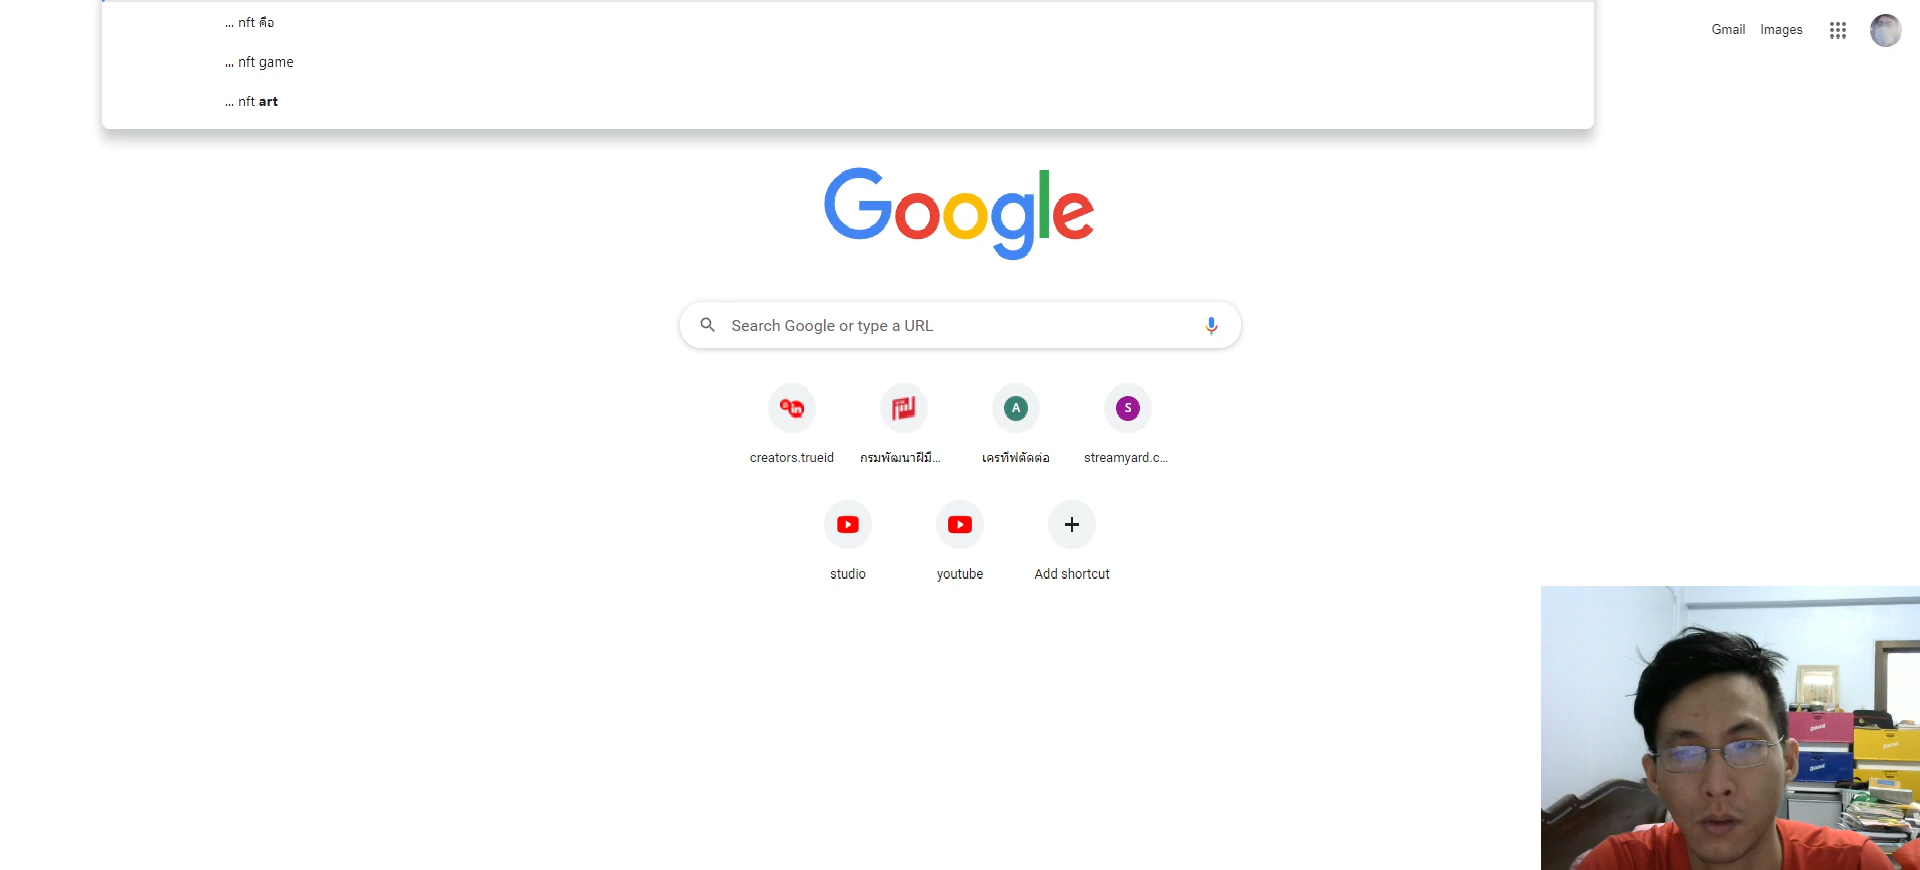 ... nft คือ
... nft game
... nft art
Gmail Images
Google
Search Google or type a URL
in
A
S
creators.trueid
กรมพัฒนาฝีมื...
เครที่ฟตัดต่อ
streamyard.c...
studio
youtube
Add shortcut